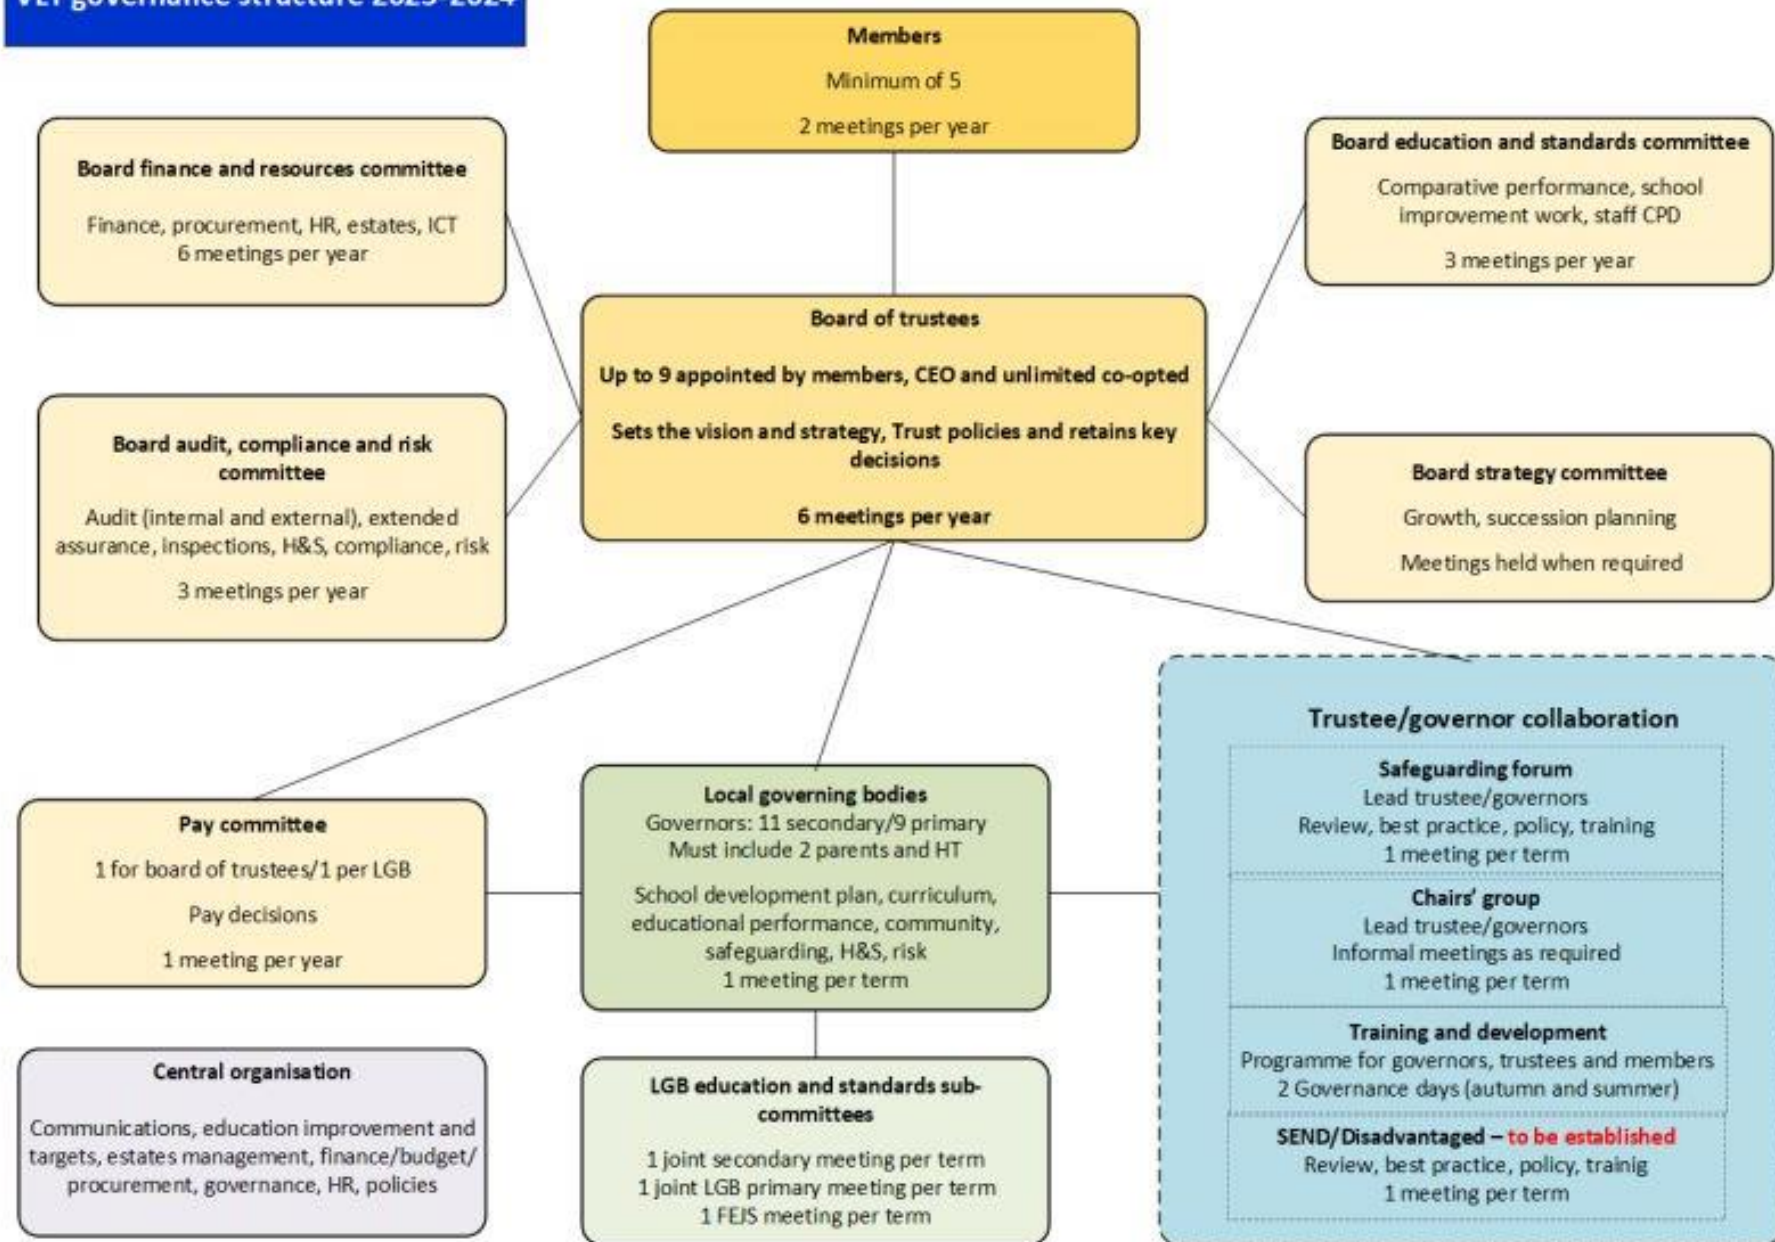 VET governance structure 2023-2024
Members
Minimum of 5
2 meetings per year
Board finance and resources committee
Finance, procurement, HR, estates, ICT
6 meetings per year
Board education and standards committee
Comparative performance, school
improvement work, staff CPD
3 meetings per year
Board of trustees
Up to 9 appointed by members, CEO and unlimited co-opted
Sets the vision and strategy, Trust policies and retains key
decisions
6 meetings per year
Board audit, compliance and risk
committee
Audit (internal and external), extended
assurance, inspections, H&S, compliance, risk
3 meetings per year
Board strategy committee
Growth, succession planning
Meetings held when required
Pay committee
1 for board of trustees/1 per LGB
Pay decisions
1 meeting per year
Local governing bodies
Governors: 11 secondary/9 primary
Must include 2 parents and HT
School development plan, curriculum,
educational performance, community,
safeguarding, H&S, risk
1 meeting per term
Trustee/governor collaboration
Safeguarding forum
Lead trustee/governors
Review, best practice, policy, training
1 meeting per term
Chairs' group
Lead trustee/governors
Informal meetings as required
1 meeting per term
Training and development
Programme for governors, trustees and members
2 Governance days (autumn and summer)
SEND/Disadvantaged – to be established
Review, best practice, policy, trainig
1 meeting per term
Central organisation
Communications, education improvement and
targets, estates management, finance/budget/
procurement, governance, HR, policies
LGB education and standards sub-
committees
1 joint secondary meeting per term
1 joint LGB primary meeting per term
1 FEJS meeting per term